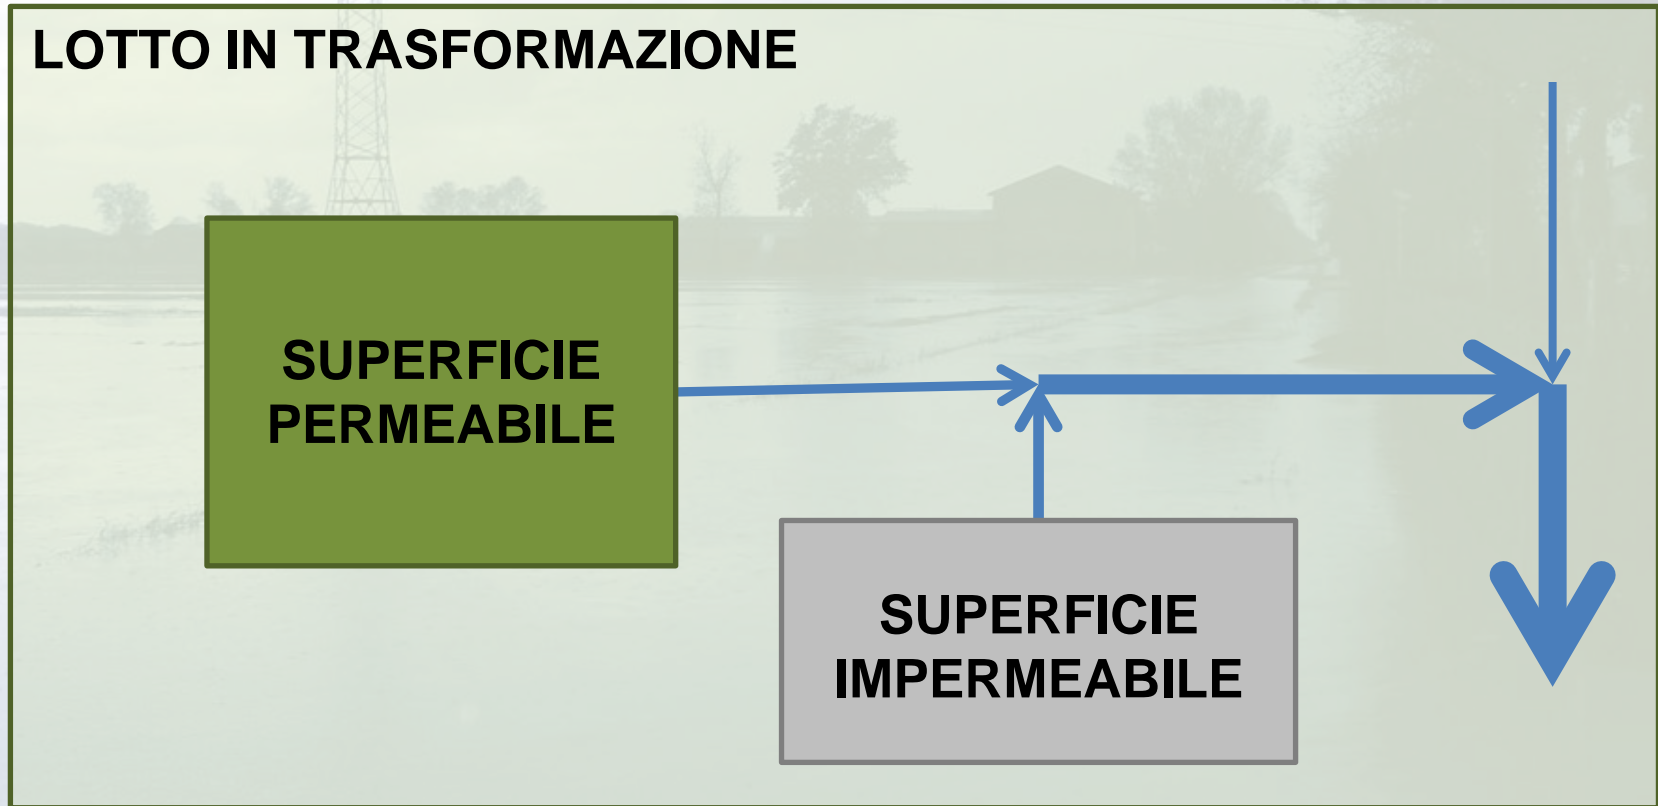 LOTTO IN TRASFORMAZIONE
SUPERFICIE
PERMEABILE
SUPERFICIE
IMPERMEABILE